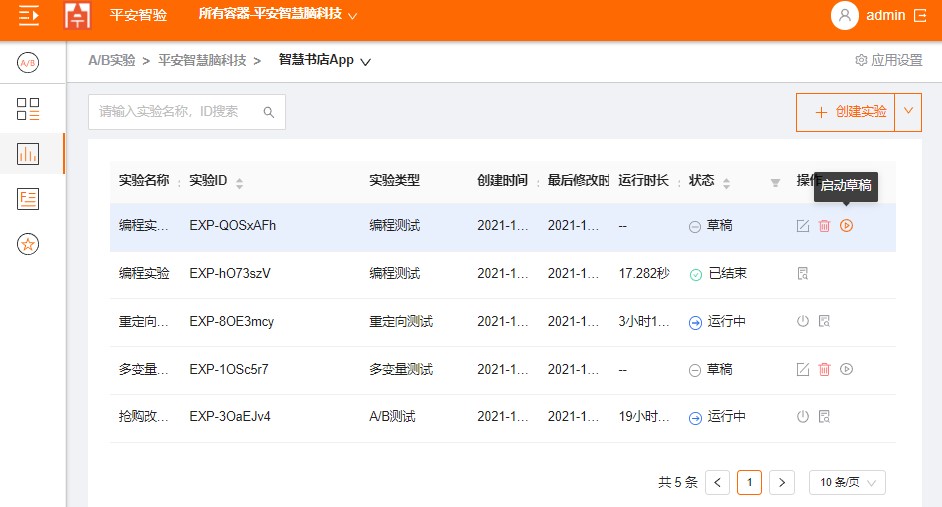 平安智验 所有容器-平安智慧脑科技 admin
A/B
A/B实验 > 平安智慧脑科技 > 智慧书店App 应用设置
请输入实验名称，ID搜索 + 创建实验
实验名称 实验ID 实验类型 创建时间 最后修改时 运行时长 状态 操作
启动草稿
编程实... EXP-QOSxAFh 编程测试 2021-1... 2021-1... -- 草稿
编程实验 EXP-hO73szV 编程测试 2021-1... 2021-1... 17.282秒 已结束
重定向... EXP-8OE3mcy 重定向测试 2021-1... 2021-1... 3小时1... 运行中
多变量... EXP-1OSc5r7 多变量测试 2021-1... 2021-1... -- 草稿
抢购改... EXP-3OaEJv4 A/B测试 2021-1... 2021-1... 19小时... 运行中
共 5 条 < 1 > 10 条/页